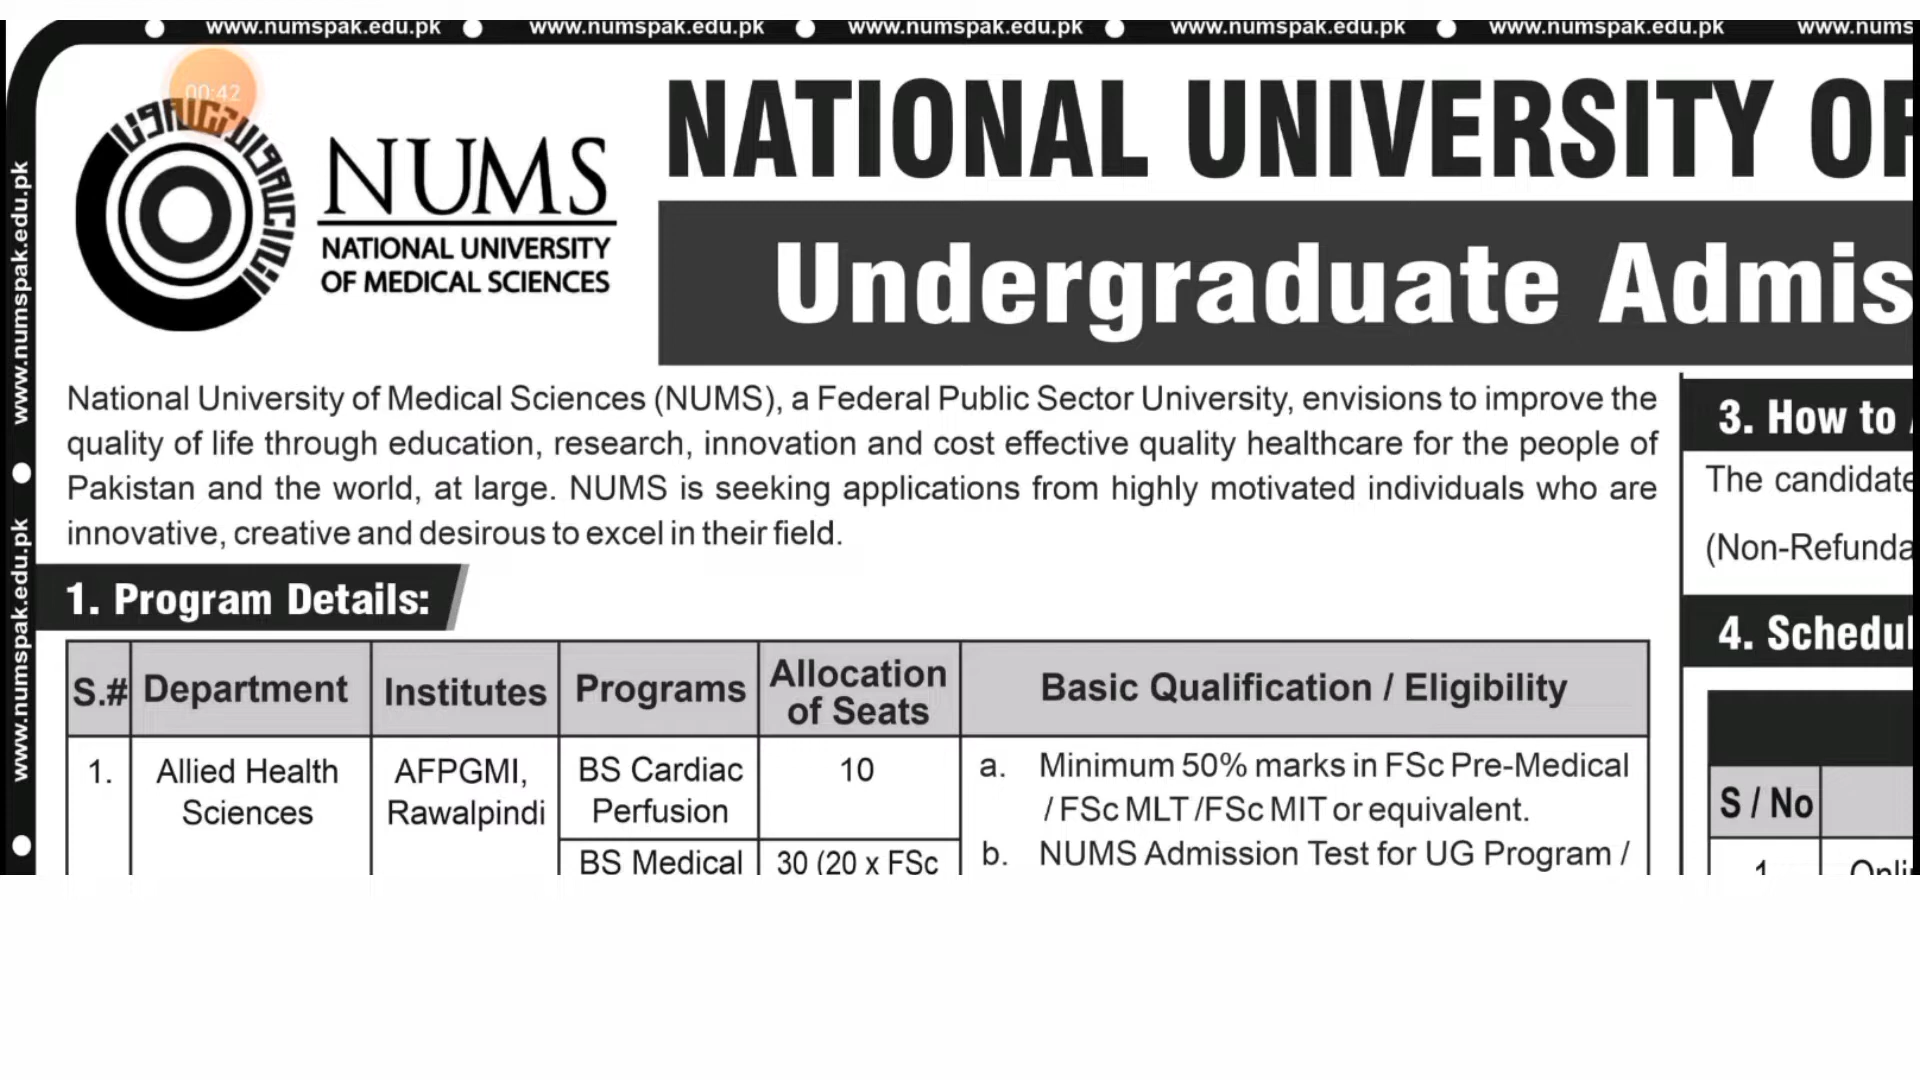 www.numspak.edu.pk www.numspak.edu.pk www.numspak.edu.pk www.numspak.edu.pk www.numspak.edu.pk www.nums
www.numspak.edu.pk
www.numspak.edu.pk
00:42
NUMS
NATIONAL UNIVERSITY
OF MEDICAL SCIENCES
NATIONAL UNIVERSITY OF
Undergraduate Admis
National University of Medical Sciences (NUMS), a Federal Public Sector University, envisions to improve the
quality of life through education, research, innovation and cost effective quality healthcare for the people of
Pakistan and the world, at large. NUMS is seeking applications from highly motivated individuals who are
innovative, creative and desirous to excel in their field.
1. Program Details:
S.# Department Institutes Programs Allocation of Seats Basic Qualification / Eligibility
1. Allied Health Sciences
AFPGMI, Rawalpindi
BS Cardiac Perfusion
10
BS Medical
30 (20 x FSc
a. Minimum 50% marks in FSc Pre-Medical
/ FSc MLT /FSc MIT or equivalent.
b. NUMS Admission Test for UG Program /
3. How to
The candidate
(Non-Refunda
4. Schedul
S / No
1 Onli